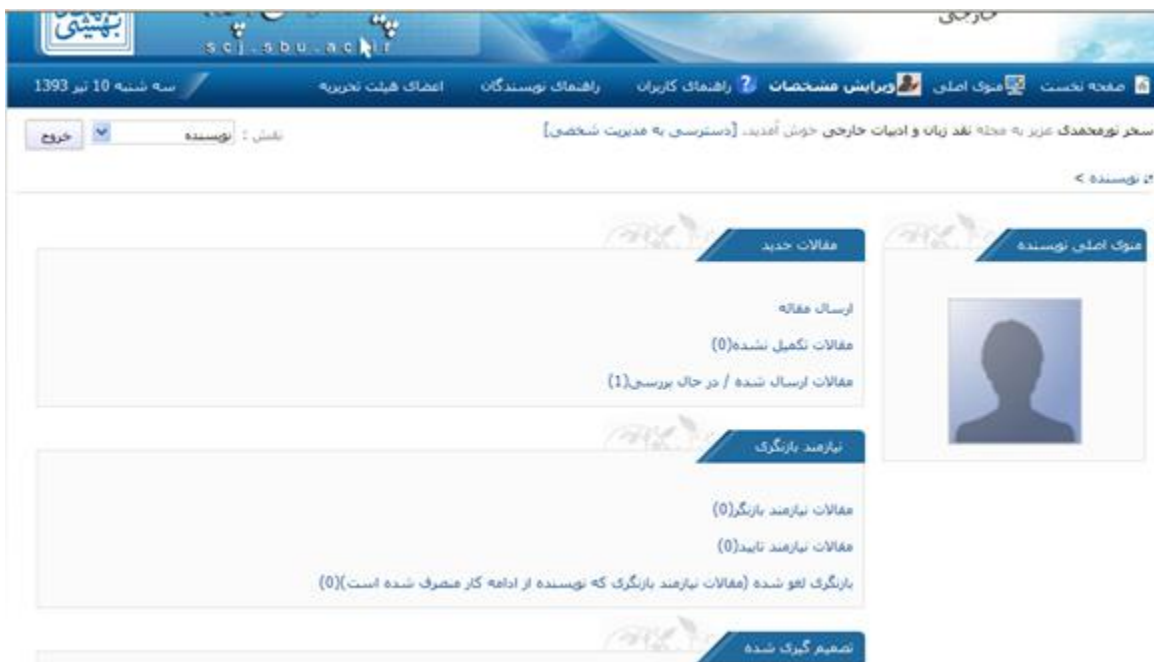 خارجی
بهشتی
scj.sbu.ac.ir
صفحه نخست منوی اصلی ویرایش مشخصات راهنمای کاربران راهنمای نویسندگان اعضای هیئت تحریریه سه شنبه 10 تیر 1393
سحر نورمحمدی عزیز به مجله نقد زبان و ادبیات خارجی خوش آمدید. [دسترسی به مدیریت شخصی] نقش : نویسنده خروج
نویسنده >
منوی اصلی نویسنده
مقالات جدید
ارسال مقاله
مقالات تکمیل نشده(0)
مقالات ارسال شده / در حال بررسی(1)
نیازمند بازنگری
مقالات نیازمند بازنگر(0)
مقالات نیازمند تایید(0)
بازنگری لغو شده (مقالات نیازمند بازنگری که نویسنده از ادامه کار منصرف شده است)(0)
تصمیم گیری شده